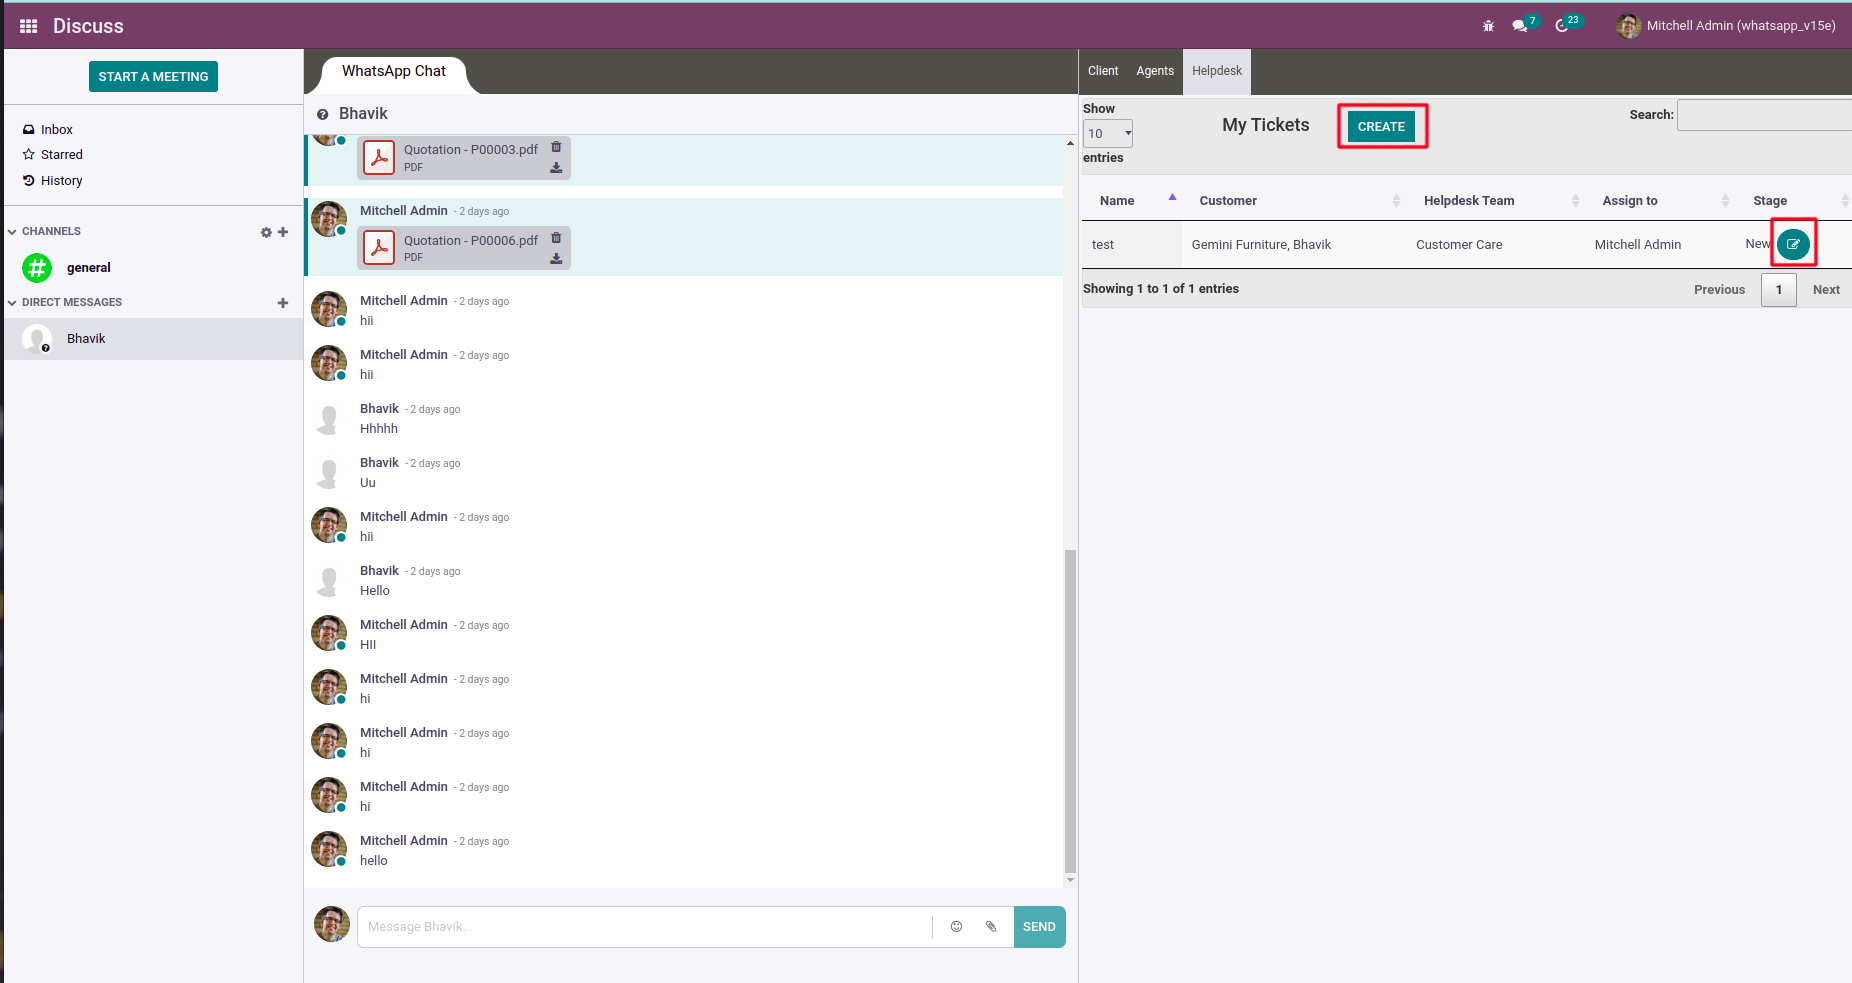 Discuss
7
23
Mitchell Admin (whatsapp_v15e)
START A MEETING
Inbox
Starred
History
CHANNELS
general
DIRECT MESSAGES
Bhavik
WhatsApp Chat
Bhavik
Quotation - P00003.pdf
PDF
Mitchell Admin - 2 days ago
Quotation - P00006.pdf
PDF
Mitchell Admin - 2 days ago
hii
Mitchell Admin - 2 days ago
hii
Bhavik - 2 days ago
Hhhhh
Bhavik - 2 days ago
Uu
Mitchell Admin - 2 days ago
hii
Bhavik - 2 days ago
Hello
Mitchell Admin - 2 days ago
HII
Mitchell Admin - 2 days ago
hi
Mitchell Admin - 2 days ago
hi
Mitchell Admin - 2 days ago
hi
Mitchell Admin - 2 days ago
hello
Message Bhavik...
SEND
Client Agents Helpdesk
Show
10
entries
My Tickets
CREATE
Search:
Name Customer Helpdesk Team Assign to Stage
test Gemini Furniture, Bhavik Customer Care Mitchell Admin New
Showing 1 to 1 of 1 entries
Previous 1 Next